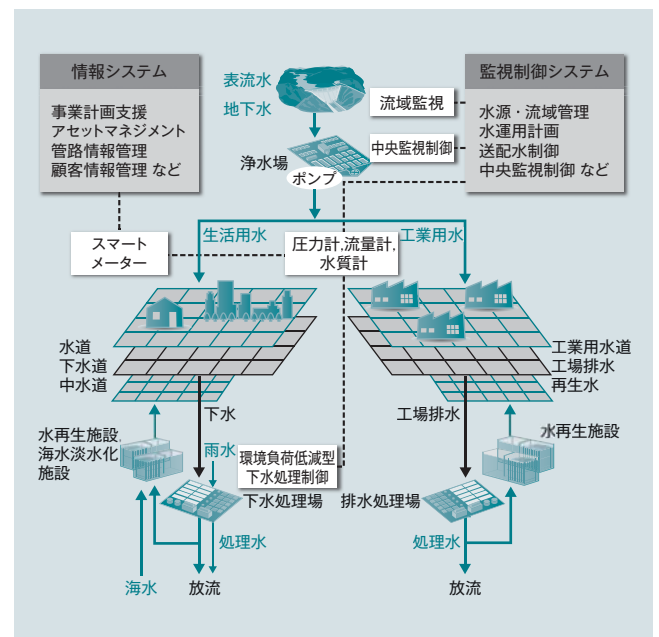 情報システム
事業計画支援
アセットマネジメント
管路情報管理
顧客情報管理 など
表流水
地下水
流域監視
中央監視制御
浄水場
ポンプ
監視制御システム
水源・流域管理
水運用計画
送配水制御
中央監視制御 など
生活用水
工業用水
スマート
メーター
圧力計,流量計,
水質計
水道
下水道
中水道
工業用水道
工場排水
再生水
下水
工場排水
水再生施設,
海水淡水化
施設
雨水
環境負荷低減型
下水処理制御
水再生施設
下水処理場
排水処理場
処理水
処理水
海水
放流
放流